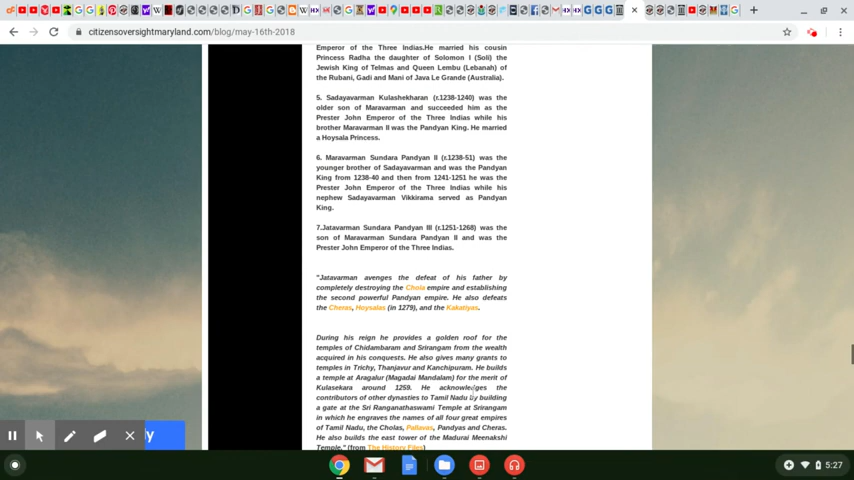 citizensoversightmaryland.com/blog/may-16th-2018
Emperor of the Three Indias.He married his cousin
Princess Radha the daughter of Solomon I (Soli) the
Jewish King of Telmas and Queen Lembu (Lebanah) of
the Rubani, Gadi and Mani of Java Le Grande (Australia).
5. Sadayavarman Kulashekharan (r.1238-1240) was the
older son of Maravarman and succeeded him as the
Prester John Emperor of the Three Indias while his
brother Maravarman II was the Pandyan King. He married
a Hoysala Princess.
6. Maravarman Sundara Pandyan II (r.1238-51) was the
younger brother of Sadayavarman and was the Pandyan
King from 1238-40 and then from 1241-1251 he was the
Prester John Emperor of the Three Indias while his
nephew Sadayavarman Vikkirama served as Pandyan
King.
7.Jatavarman Sundara Pandyan III (r.1251-1268) was the
son of Maravarman Sundara Pandyan II and was the
Prester John Emperor of the Three Indias.
"Jatavarman avenges the defeat of his father by
completely destroying the Chola empire and establishing
the second powerful Pandyan empire. He also defeats
the Cheras, Hoysalas (in 1279), and the Kakatiyas.
During his reign he provides a golden roof for the
temples of Chidambaram and Srirangam from the wealth
acquired in his conquests. He also gives many grants to
temples in Trichy, Thanjavur and Kanchipuram. He builds
a temple at Aragalur (Magadai Mandalam) for the merit of
Kulasekara around 1259. He acknowledges the
contributors of other dynasties to Tamil Nadu by building
a gate at the Sri Ranganathaswami Temple at Srirangam
in which he engraves the names of all four great empires
of Tamil Nadu, the Cholas, Pallavas, Pandyas and Cheras.
He also builds the east tower of the Madurai Meenakshi
Temple." (from The History Files)
5:27